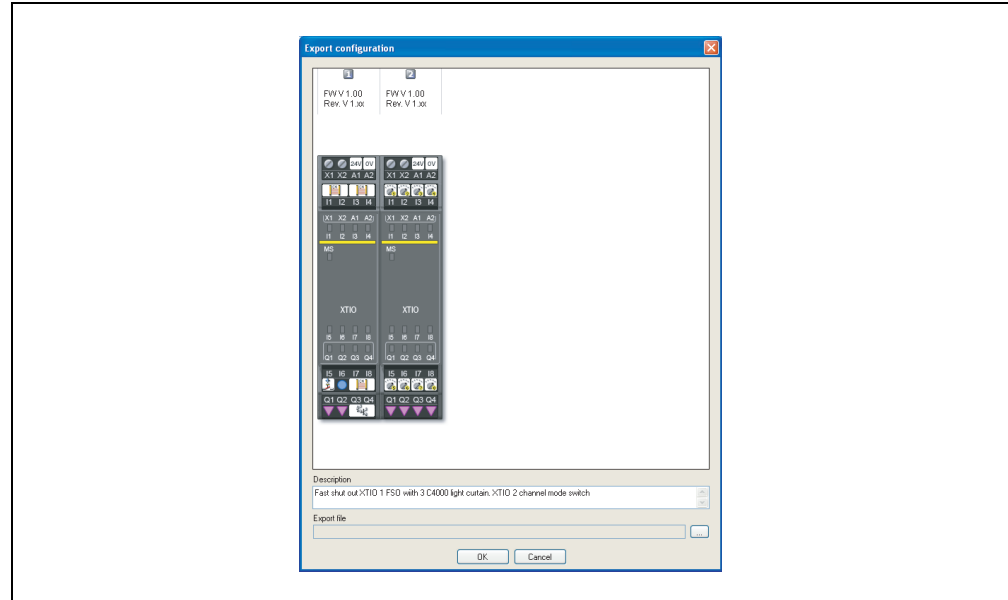 Export configuration
1 2
FW V 1.00 FW V 1.00
Rev. V 1.xx Rev. V 1.xx
24V 0V 24V 0V
X1 X2 A1 A2 X1 X2 A1 A2
I1 I2 I3 I4 I1 I2 I3 I4
(X1 X2 A1 A2) (X1 X2 A1 A2)
I1 I2 I3 I4 I1 I2 I3 I4
MS MS
XTIO XTIO
I5 I6 I7 I8 I5 I6 I7 I8
Q1 Q2 Q3 Q4 Q1 Q2 Q3 Q4
I5 I6 I7 I8 I5 I6 I7 I8
Q1 Q2 Q3 Q4 Q1 Q2 Q3 Q4
Description
Fast shut out XTIO 1 FSO wiith 3 C4000 light curtain. XTIO 2 channel mode switch
Export file
...
OK Cancel